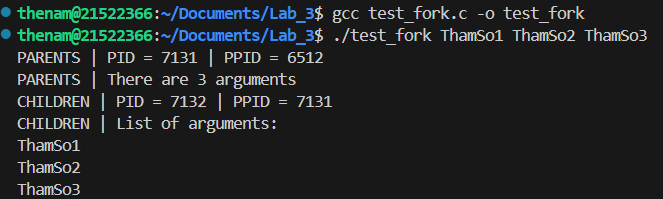 thenam@21522366:~/Documents/Lab_3$ gcc test_fork.c -o test_fork
thenam@21522366:~/Documents/Lab_3$ ./test_fork ThamSo1 ThamSo2 ThamSo3
PARENTS | PID = 7131 | PPID = 6512
PARENTS | There are 3 arguments
CHILDREN | PID = 7132 | PPID = 7131
CHILDREN | List of arguments:
ThamSo1
ThamSo2
ThamSo3